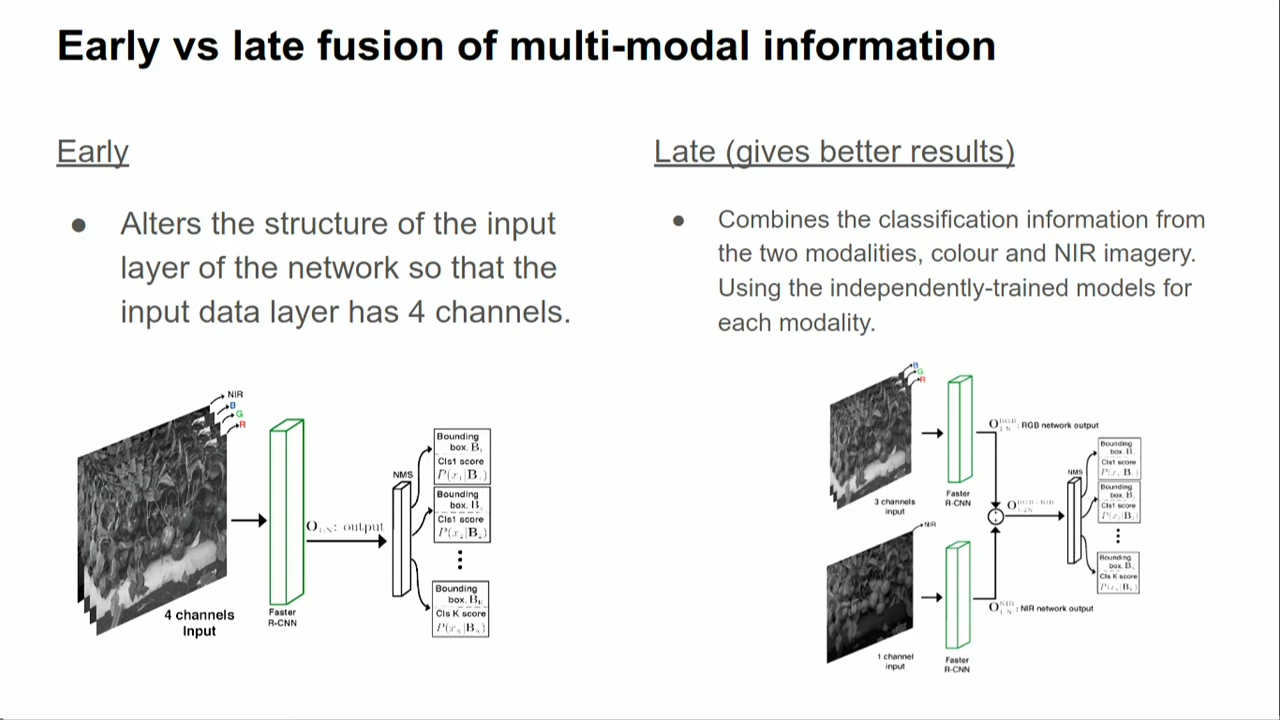 Early vs late fusion of multi-modal information
Early
● Alters the structure of the input
layer of the network so that the
input data layer has 4 channels.
NIR
B
G
R
4 channels
Input
Faster
R-CNN
: output
NMS
Bounding
box, B
Cls1 score
Bounding
box, B
Cls1 score
Bounding
box, B
Cls K score
Late (gives better results)
● Combines the classification information from
the two modalities, colour and NIR imagery.
Using the independently-trained models for
each modality.
B
G
R
3 channels
input
Faster
R-CNN
: RGB network output
NIR
1 channel
input
Faster
R-CNN
: NIR network output
NMS
Bounding
box, B
Cls1 score
Bounding
box, B
Cls1 score
Bounding
box, B
Cls K score